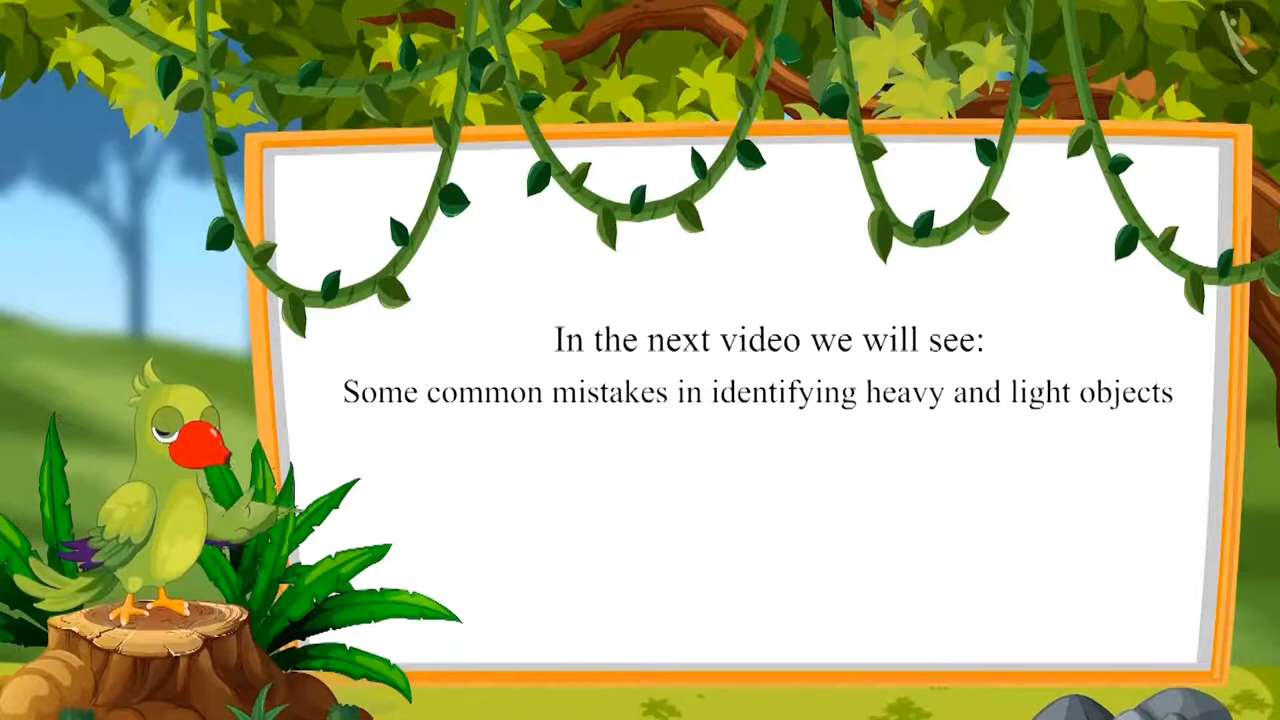 In the next video we will see:
Some common mistakes in identifying heavy and light objects